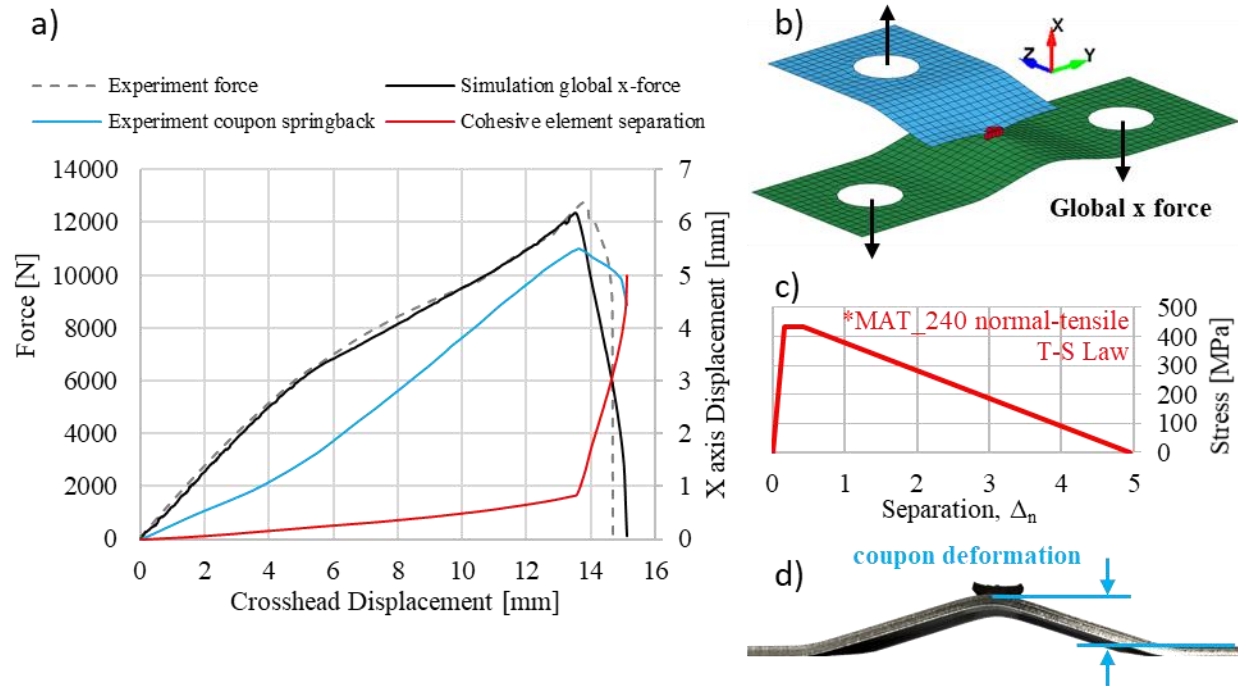 a)
Experiment force
Simulation global x-force
Experiment coupon springback
Cohesive element separation
14000
12000
10000
8000
6000
4000
2000
0
Force [N]
7
6
5
4
3
2
1
0
X axis Displacement [mm]
0 2 4 6 8 10 12 14 16
Crosshead Displacement [mm]
b)
X
Z
Y
Global x force
c)
*MAT_240 normal-tensile
T-S Law
500
400
300
200
100
0
Stress [MPa]
0 1 2 3 4 5
Separation, Δn
d)
coupon deformation